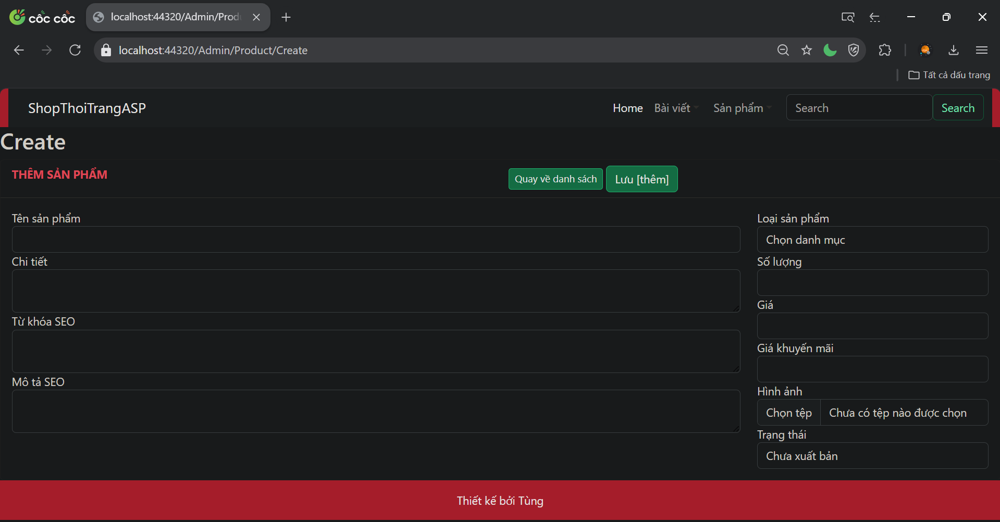 cốc cốc
localhost:44320/Admin/Prod
localhost:44320/Admin/Product/Create
Tất cả dấu trang
ShopThoiTrangASP
Home Bài viết Sản phẩm Search Search
Create
THÊM SẢN PHẨM
Quay về danh sách Lưu [thêm]
Tên sản phẩm
Chi tiết
Từ khóa SEO
Mô tả SEO
Loại sản phẩm
Chọn danh mục
Số lượng
Giá
Giá khuyến mãi
Hình ảnh
Chọn tệp Chưa có tệp nào được chọn
Trạng thái
Chưa xuất bản
Thiết kế bởi Tùng